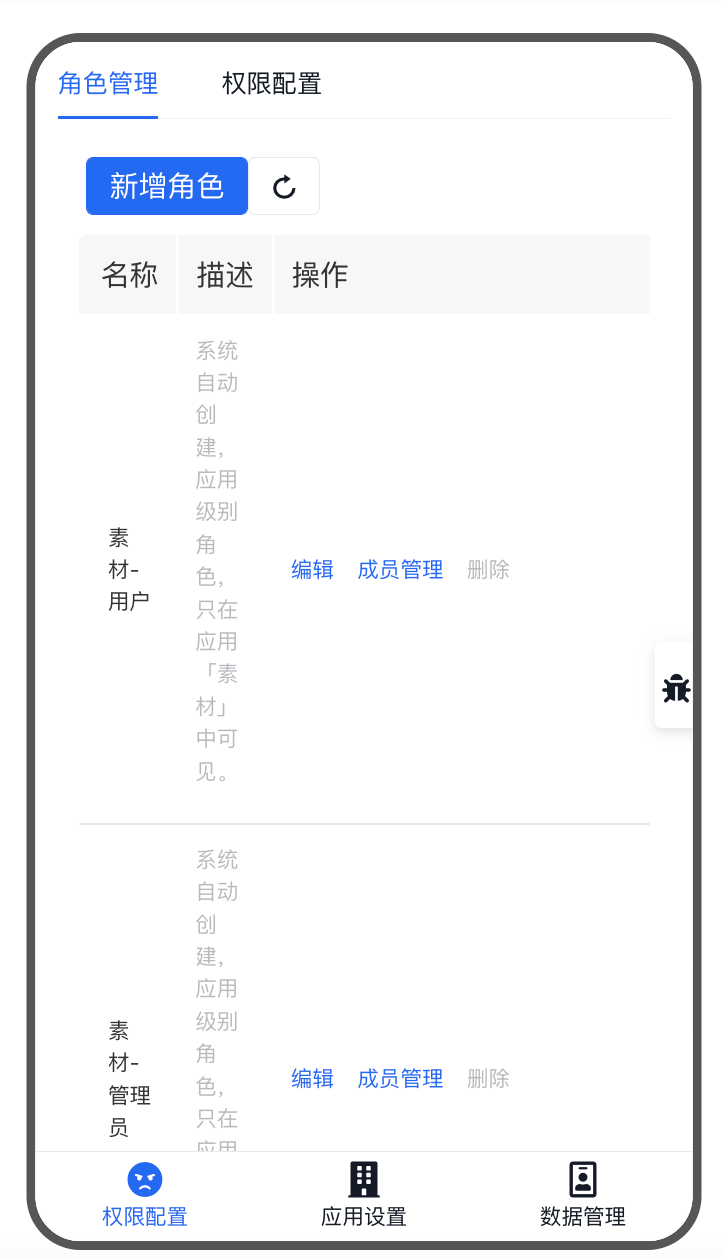 角色管理 权限配置
新增角色
名称 描述 操作
素
材-
用户
系统
自动
创
建，
应用
级别
角
色，
只在
应用
「素
材」
中可
见。
编辑 成员管理 删除
素
材-
管理
员
系统
自动
创
建，
应用
级别
角
色，
只在
应用
编辑 成员管理 删除
权限配置 应用设置 数据管理